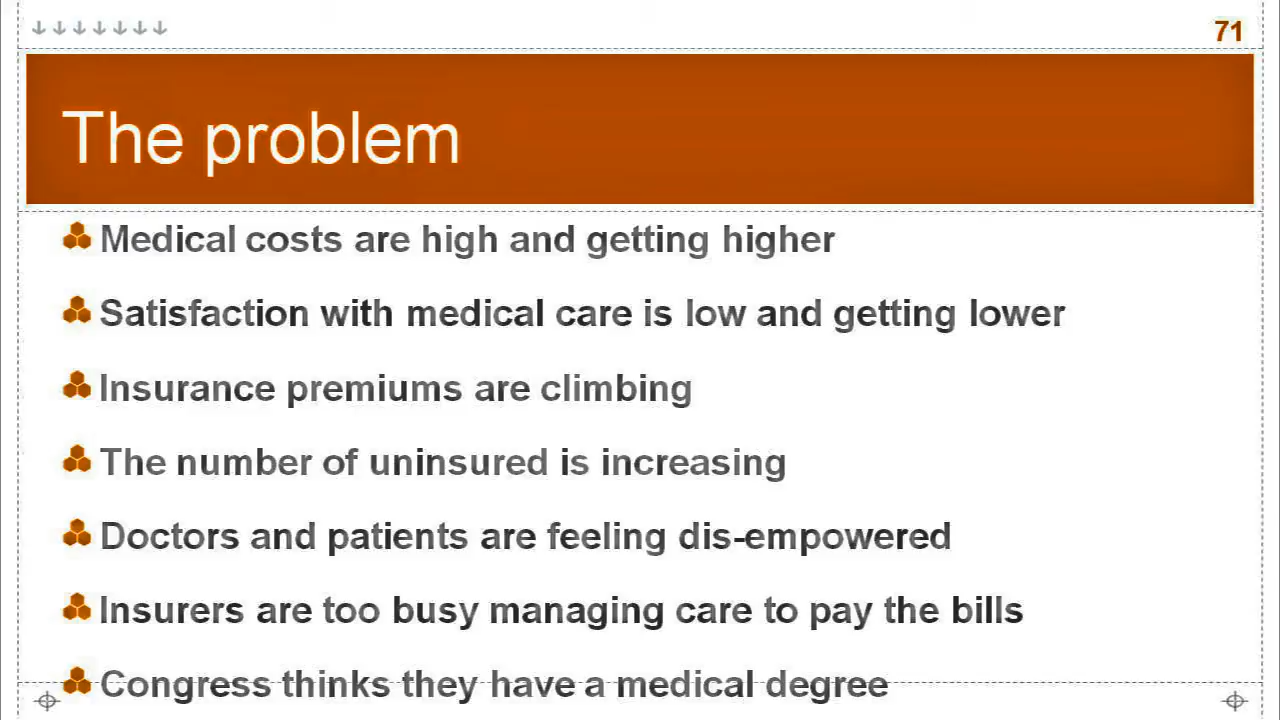 71
The problem
Medical costs are high and getting higher
Satisfaction with medical care is low and getting lower
Insurance premiums are climbing
The number of uninsured is increasing
Doctors and patients are feeling dis-empowered
Insurers are too busy managing care to pay the bills
Congress thinks they have a medical degree